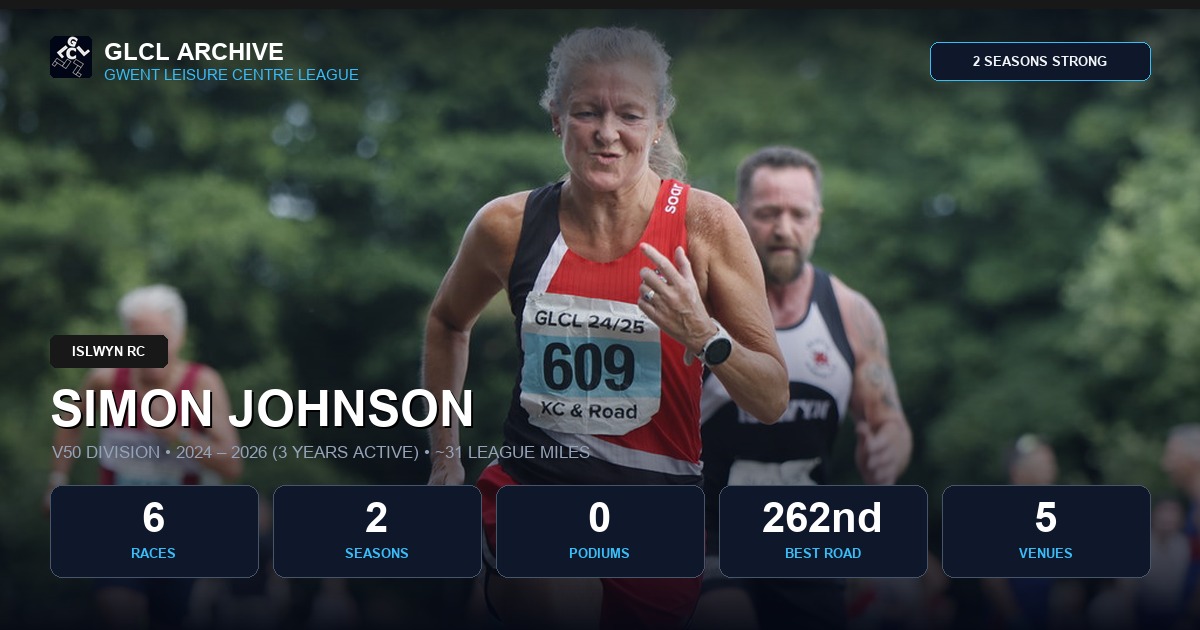 GLCL ARCHIVE
GWENT LEISURE CENTRE LEAGUE
2 SEASONS STRONG
soar
GLCL 24/25
609
XC & Road
ISLWYN RC
SIMON JOHNSON
V50 DIVISION • 2024 – 2026 (3 YEARS ACTIVE) • ~31 LEAGUE MILES
6
RACES
2
SEASONS
0
PODIUMS
262nd
BEST ROAD
5
VENUES